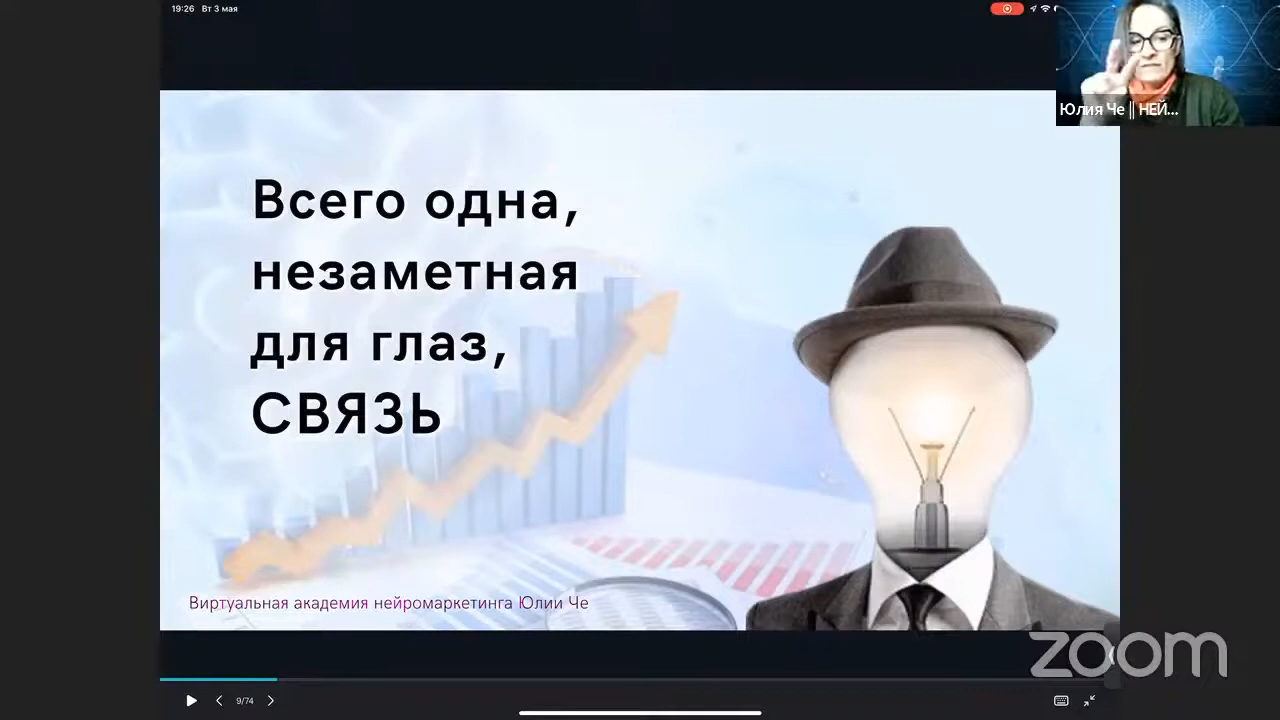 19:26 Вт 3 мая
Юлия Че || НЕЙ...
Всего одна,
незаметная
для глаз,
СВЯЗЬ
Виртуальная академия нейромаркетинга Юлии Че
zoom
9/74